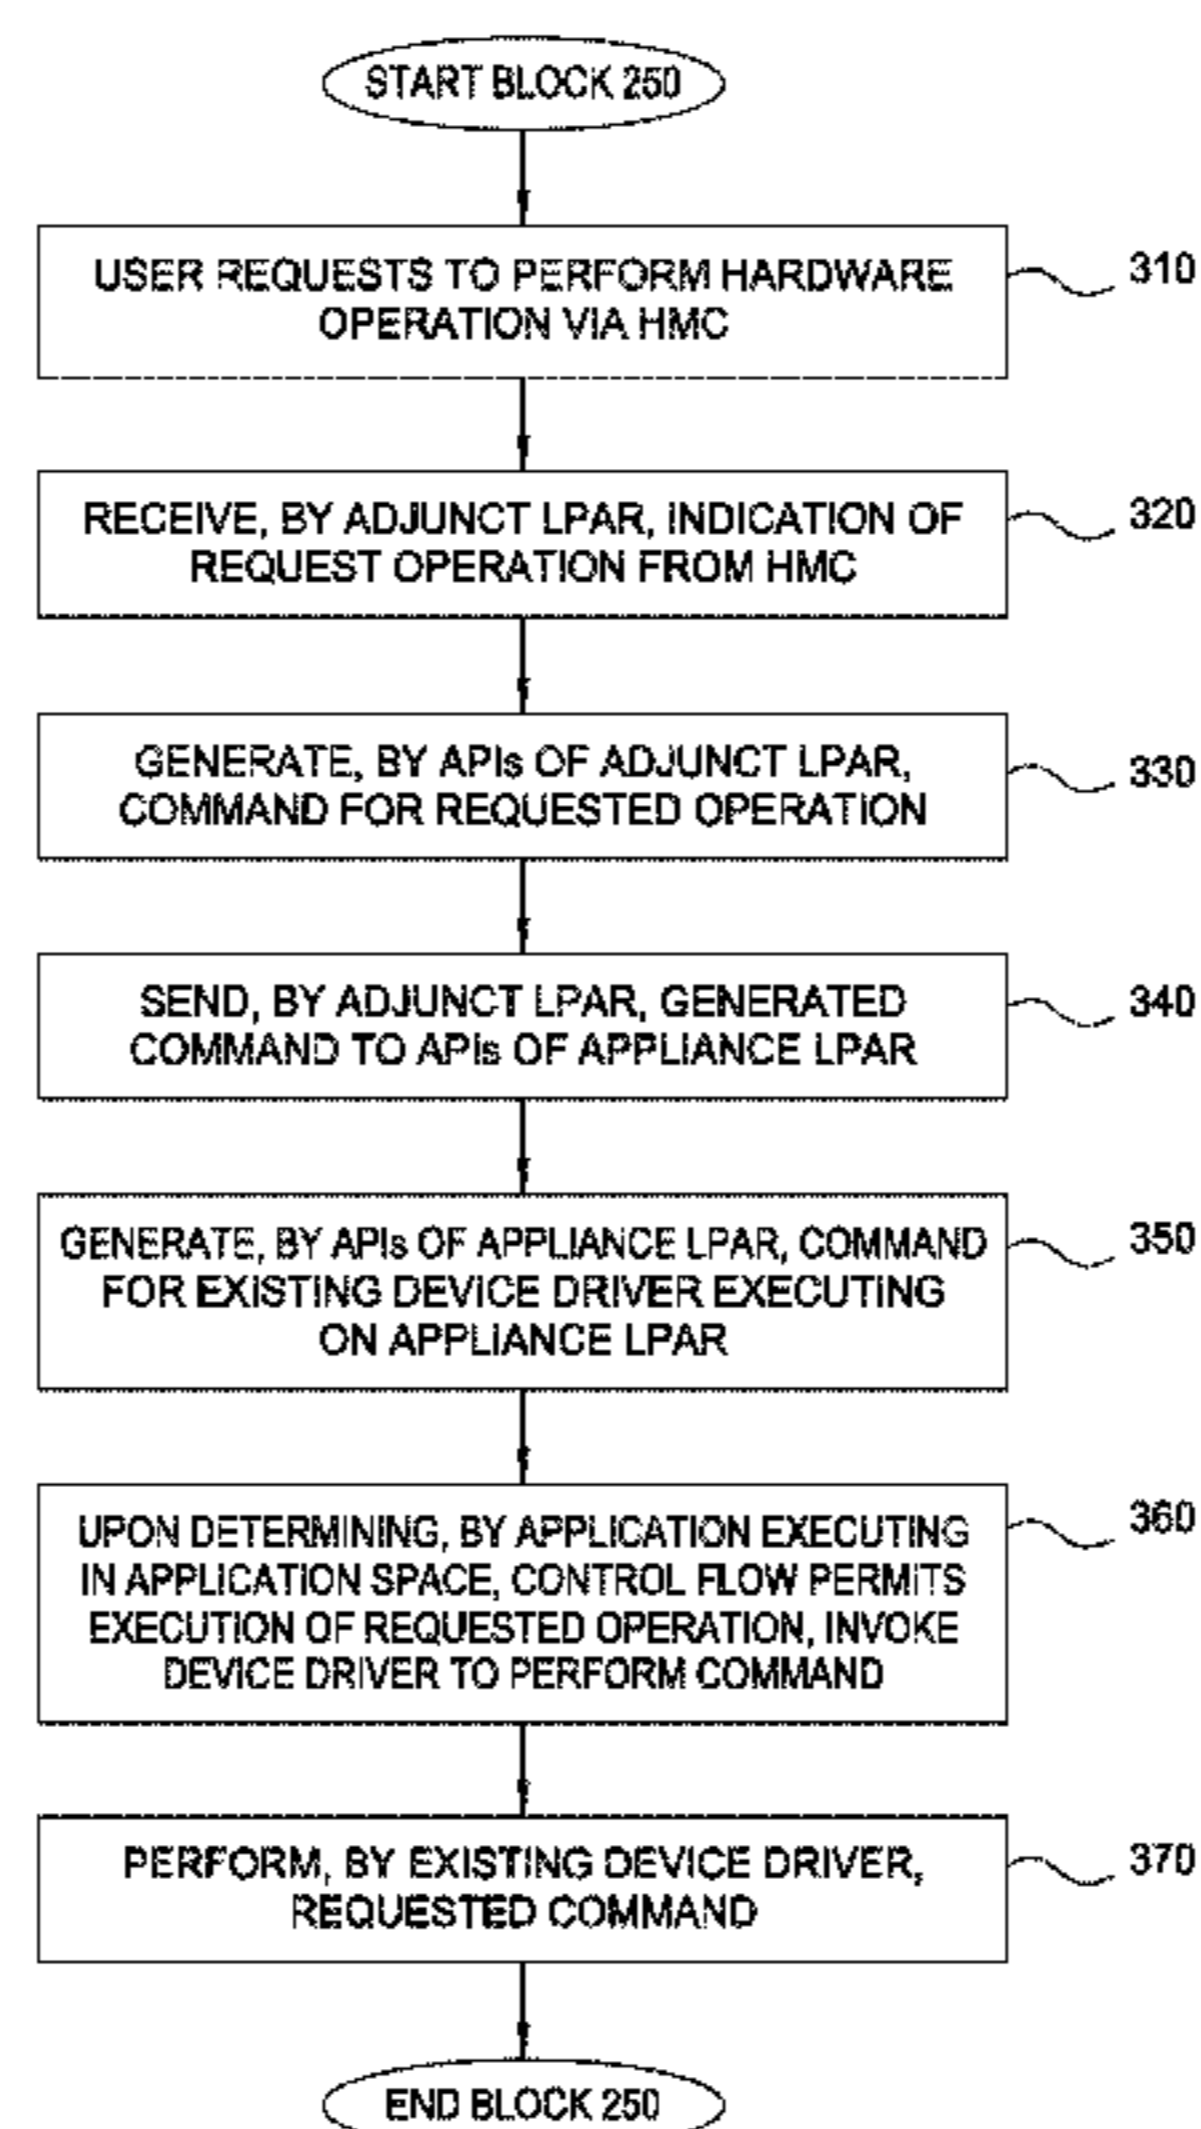 START BLOCK 250
USER REQUESTS TO PERFORM HARDWARE
OPERATION VIA HMC
310
RECEIVE, BY ADJUNCT LPAR, INDICATION OF
REQUEST OPERATION FROM HMC
320
GENERATE, BY APIs OF ADJUNCT LPAR,
COMMAND FOR REQUESTED OPERATION
330
SEND, BY ADJUNCT LPAR, GENERATED
COMMAND TO APIs OF APPLIANCE LPAR
340
GENERATE, BY APIs OF APPLIANCE LPAR, COMMAND
FOR EXISTING DEVICE DRIVER EXECUTING
ON APPLIANCE LPAR
350
UPON DETERMINING, BY APPLICATION EXECUTING
IN APPLICATION SPACE, CONTROL FLOW PERMITS
EXECUTION OF REQUESTED OPERATION, INVOKE
DEVICE DRIVER TO PERFORM COMMAND
360
PERFORM, BY EXISTING DEVICE DRIVER,
REQUESTED COMMAND
370
END BLOCK 250